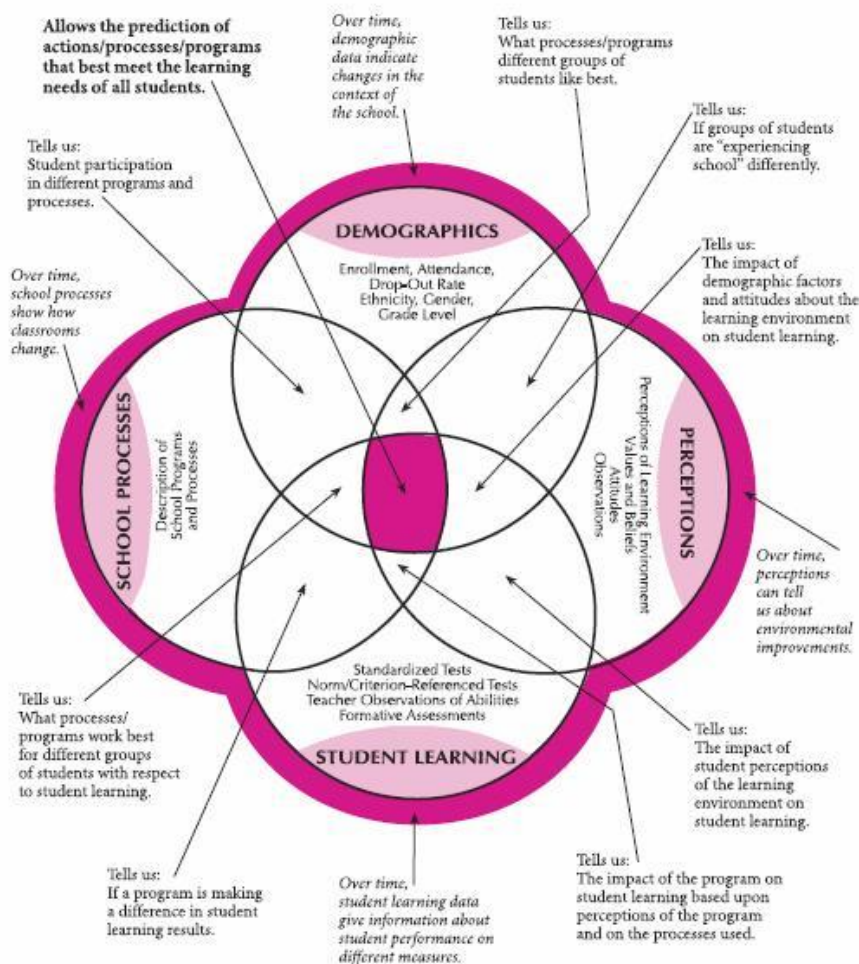 Allows the prediction of
actions/processes/programs
that best meet the learning
needs of all students.
Over time,
demographic
data indicate
changes in the
context of
the school.
Tells us:
What processes/programs
different groups of
students like best.
Tells us:
Student participation
in different programs and
processes.
Tells us:
If groups of students
are “experiencing
school” differently.
Over time,
school processes
show how
classrooms
change.
DEMOGRAPHICS
Enrollment, Attendance,
Drop-Out Rate
Ethnicity, Gender,
Grade Level
Tells us:
The impact of
demographic factors
and attitudes about the
learning environment
on student learning.
SCHOOL PROCESSES
Description of
School Programs
and Processes
PERCEPTIONS
Perceptions of Learning Environment
Values and Beliefs
Attitudes
Observations
Over time,
perceptions
can tell
us about
environmental
improvements.
Standardized Tests
Norm/Criterion-Referenced Tests
Teacher Observations of Abilities
Formative Assessments
STUDENT LEARNING
Tells us:
What processes/
programs work best
for different groups
of students with respect
to student learning.
Tells us:
The impact of
student perceptions
of the learning
environment on
student learning.
Tells us:
If a program is making
a difference in student
learning results.
Over time,
student learning data
give information about
student performance on
different measures.
Tells us:
The impact of the program on
student learning based upon
perceptions of the program
and on the processes used.